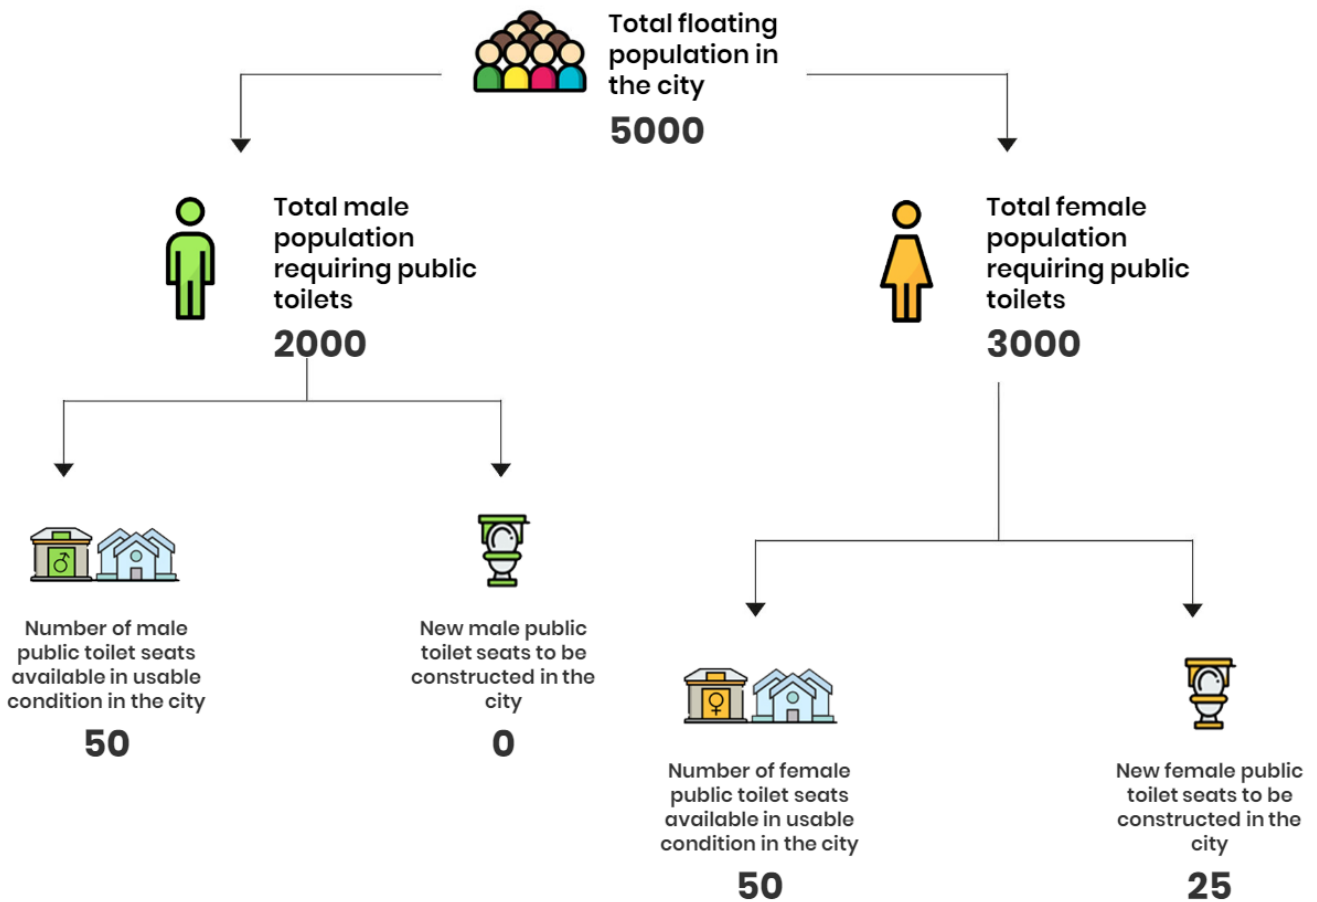 Total floating
population in
the city
5000
Total male
population
requiring public
toilets
2000
Total female
population
requiring public
toilets
3000
Number of male
public toilet seats
available in usable
condition in the city
50
New male public
toilet seats to be
constructed in the
city
0
Number of female
public toilet seats
available in usable
condition in the city
50
New female public
toilet seats to be
constructed in the
city
25